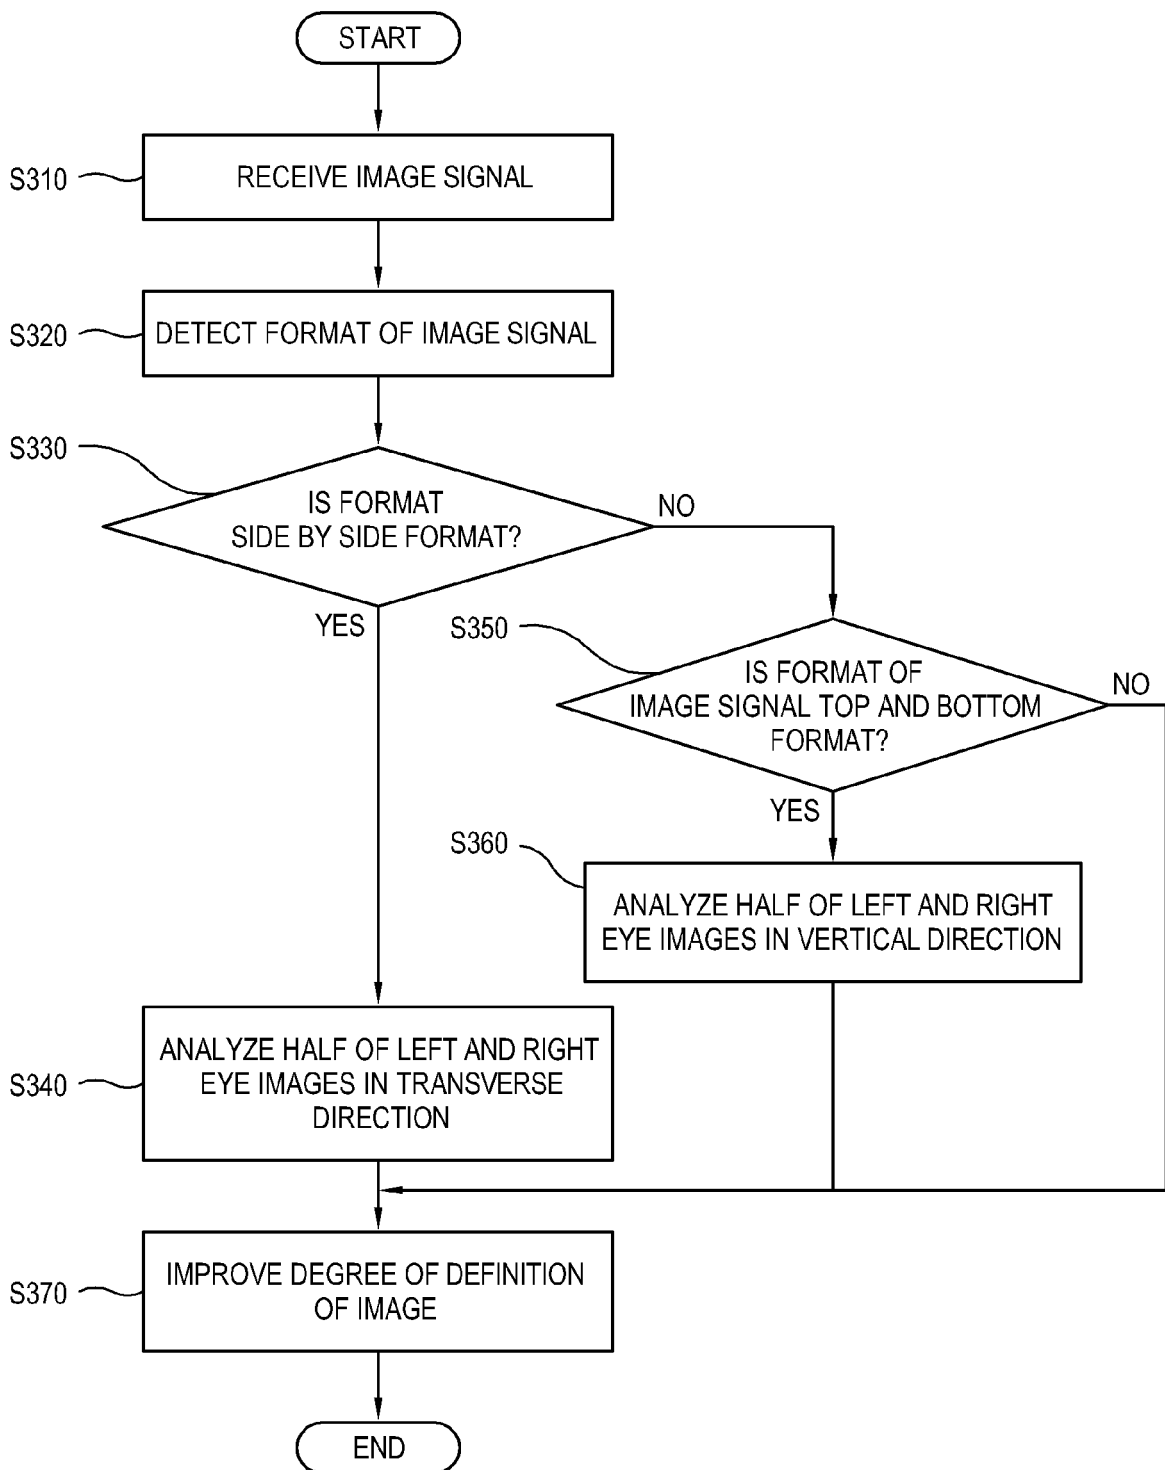 START
S310
RECEIVE IMAGE SIGNAL
S320
DETECT FORMAT OF IMAGE SIGNAL
S330
IS FORMAT
SIDE BY SIDE FORMAT?
NO
YES
S350
IS FORMAT OF
IMAGE SIGNAL TOP AND BOTTOM
FORMAT?
NO
YES
S360
ANALYZE HALF OF LEFT AND RIGHT
EYE IMAGES IN VERTICAL DIRECTION
S340
ANALYZE HALF OF LEFT AND RIGHT
EYE IMAGES IN TRANSVERSE
DIRECTION
S370
IMPROVE DEGREE OF DEFINITION
OF IMAGE
END